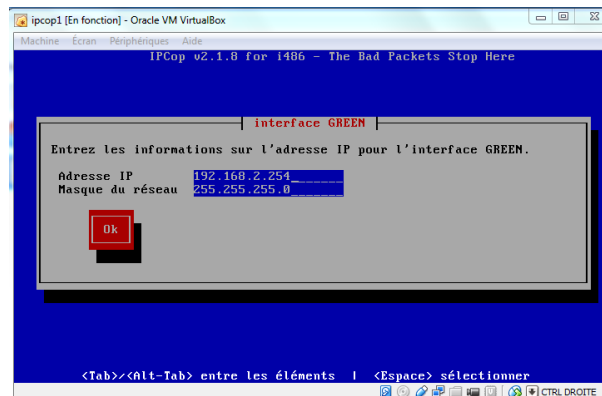 ipcop1 [En fonction] - Oracle VM VirtualBox
Machine Écran Périphériques Aide
IPCop v2.1.8 for i486 - The Bad Packets Stop Here
interface GREEN
Entrez les informations sur l'adresse IP pour l'interface GREEN.
Adresse IP 192.168.2.254_______
Masque du réseau 255.255.255.0_______
Ok
<Tab>/<Alt-Tab> entre les éléments | <Espace> sélectionner
CTRL DROITE